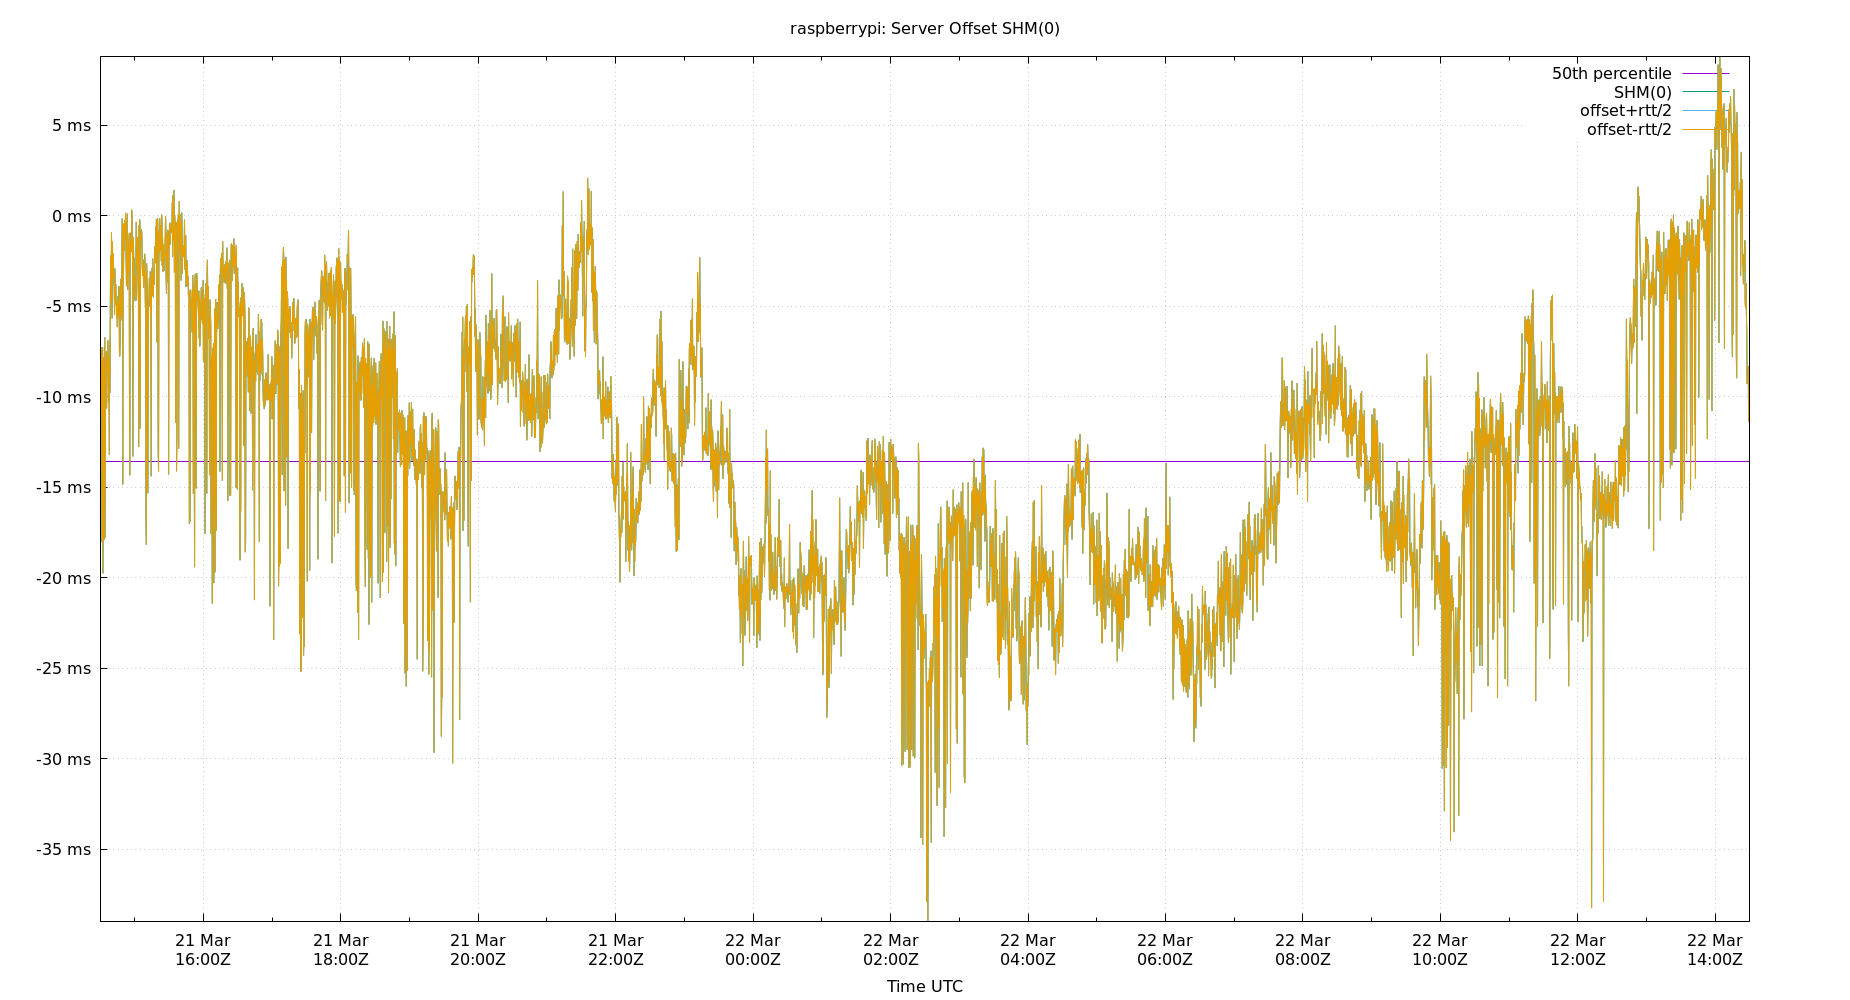 raspberrypi: Server Offset SHM(0)
50th percentile
SHM(0)
offset+rtt/2
offset-rtt/2
5 ms
0 ms
-5 ms
-10 ms
-15 ms
-20 ms
-25 ms
-30 ms
-35 ms
21 Mar 21 Mar 21 Mar 21 Mar 22 Mar 22 Mar 22 Mar 22 Mar 22 Mar 22 Mar 22 Mar 22 Mar
16:00Z 18:00Z 20:00Z 22:00Z 00:00Z 02:00Z 04:00Z 06:00Z 08:00Z 10:00Z 12:00Z 14:00Z
Time UTC